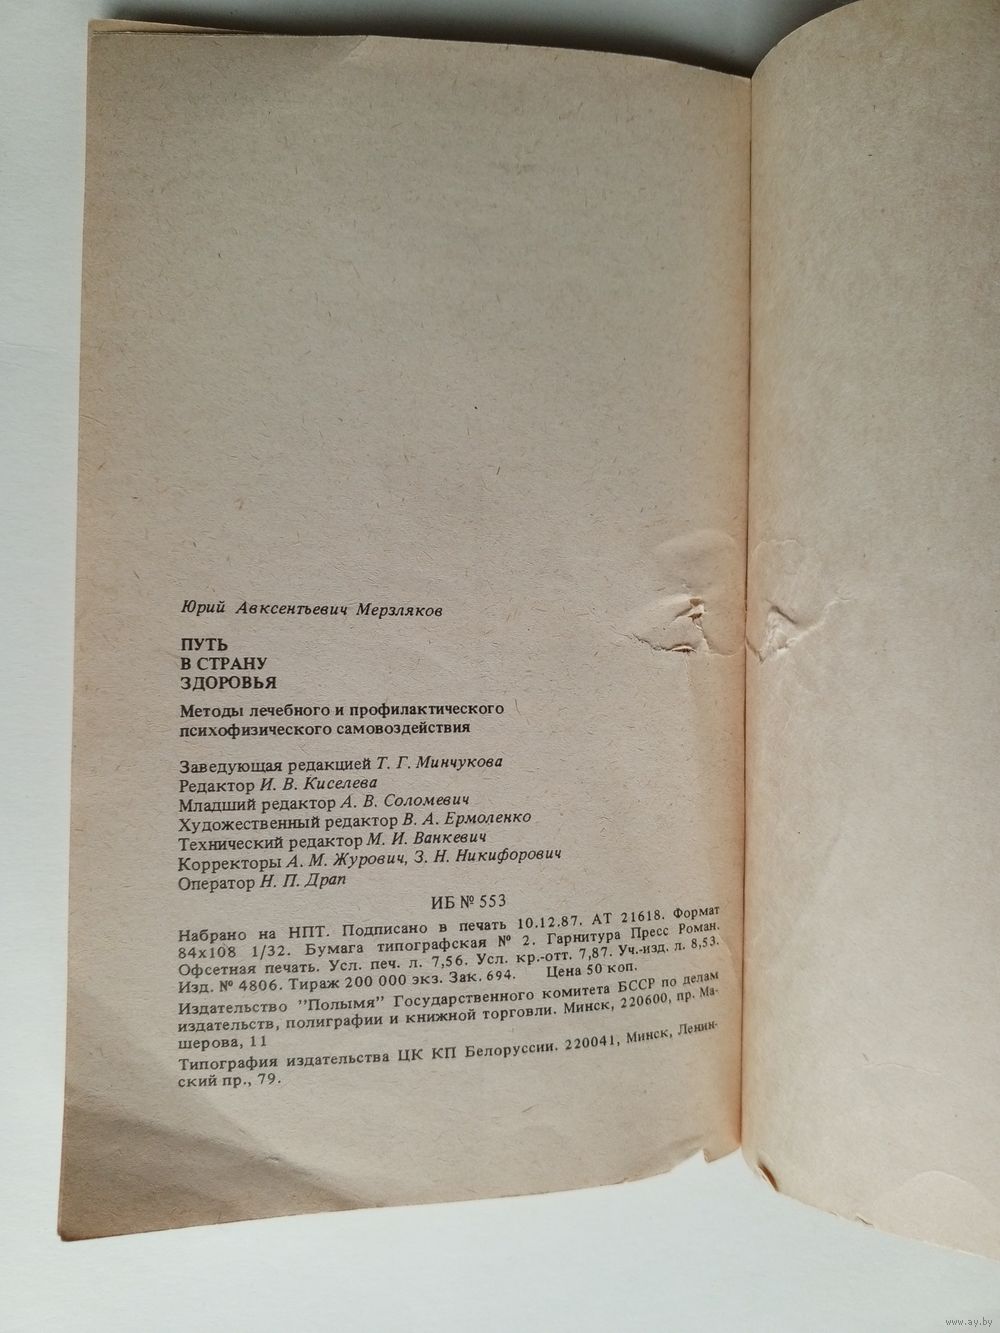 Юрий Авксентьевич Мерзляков
ПУТЬ
В СТРАНУ
ЗДОРОВЬЯ
Методы лечебного и профилактического
психофизического самовоздействия
Заведующая редакцией Т. Г. Минчукова
Редактор И. В. Киселева
Младший редактор А. В. Соломевич
Художественный редактор В. А. Ермоленко
Технический редактор М. И. Ванкевич
Корректоры А. М. Журович, З. Н. Никифорович
Оператор Н. П. Драп
ИБ № 553
Набрано на НПТ. Подписано в печать 10.12.87. АТ 21618. Формат
84х108 1/32. Бумага типографская № 2. Гарнитура Пресс Роман.
Офсетная печать. Усл. печ. л. 7,56. Усл. кр.-отт. 7,87. Уч.-изд. л. 8,53.
Изд. № 4806. Тираж 200 000 экз. Зак. 694. Цена 50 коп.
Издательство "Полымя" Государственного комитета БССР по делам
издательств, полиграфии и книжной торговли. Минск, 220600, пр. Ма-
шерова, 11
Типография издательства ЦК КП Белоруссии. 220041, Минск, Ленин-
ский пр., 79.
www.ay.by